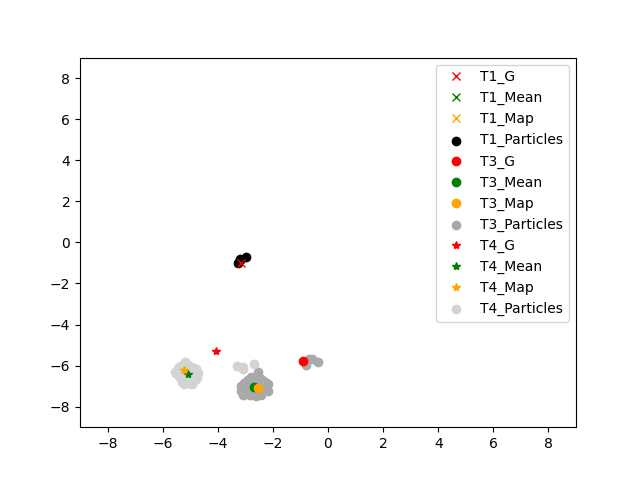 8
6
4
2
0
−2
−4
−6
−8
−8 −6 −4 −2 0 2 4 6 8
T1_G
T1_Mean
T1_Map
T1_Particles
T3_G
T3_Mean
T3_Map
T3_Particles
T4_G
T4_Mean
T4_Map
T4_Particles